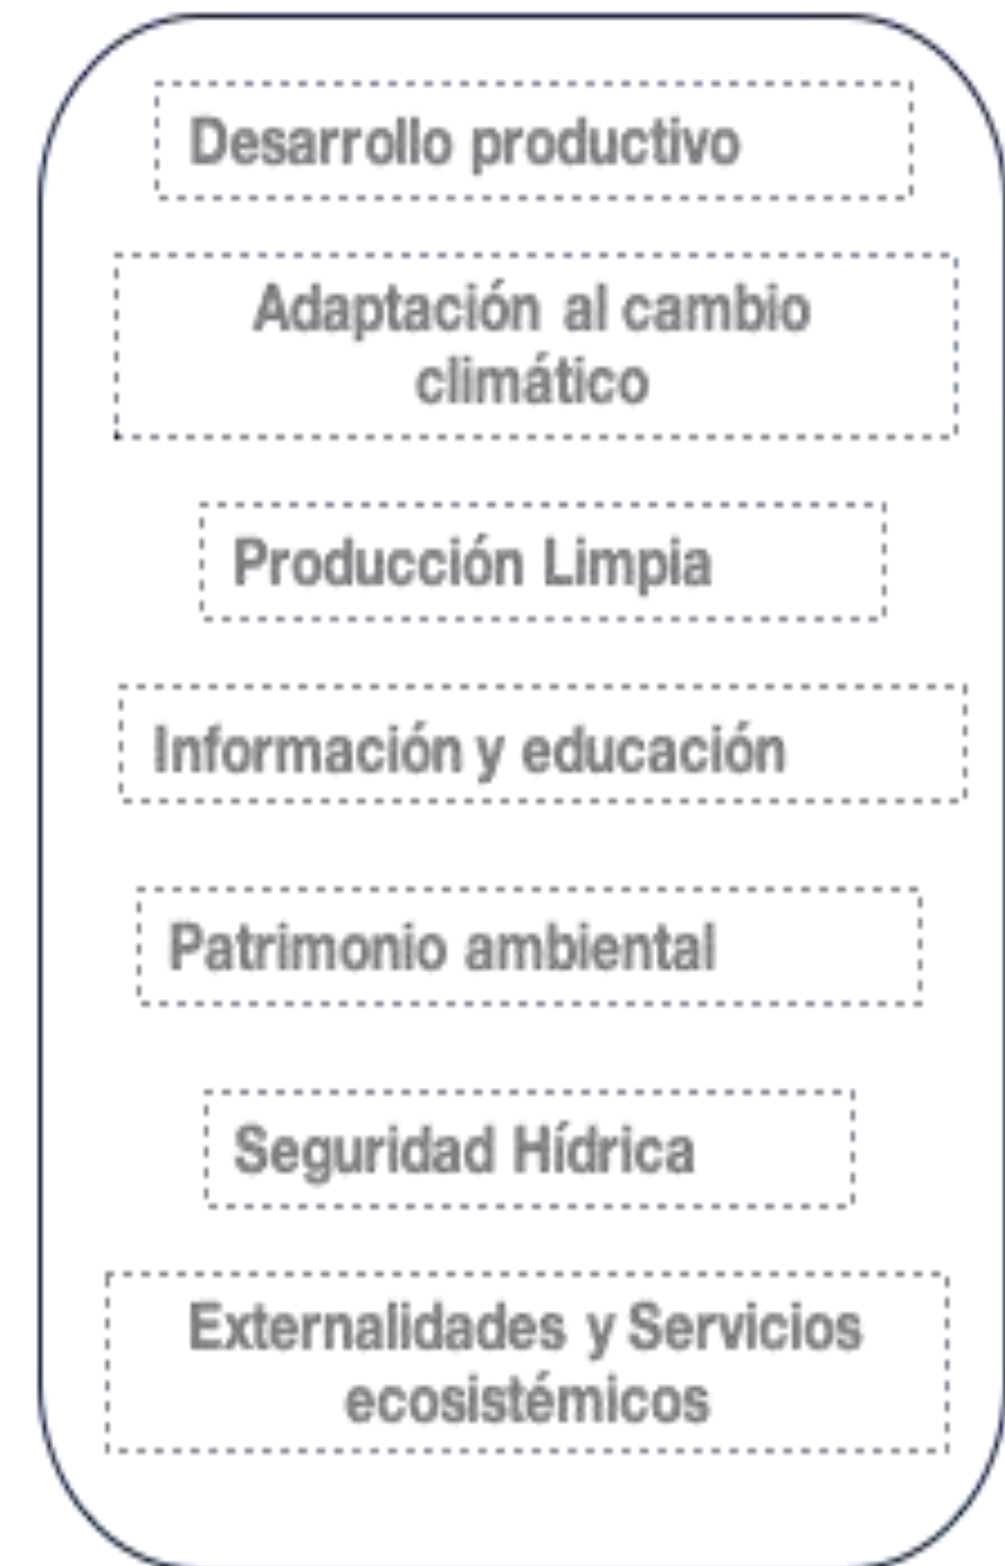 Desarrollo productivo
Adaptación al cambio
climático
Producción Limpia
Información y educación
Patrimonio ambiental
Seguridad Hídrica
Externalidades y Servicios
ecosistémicos